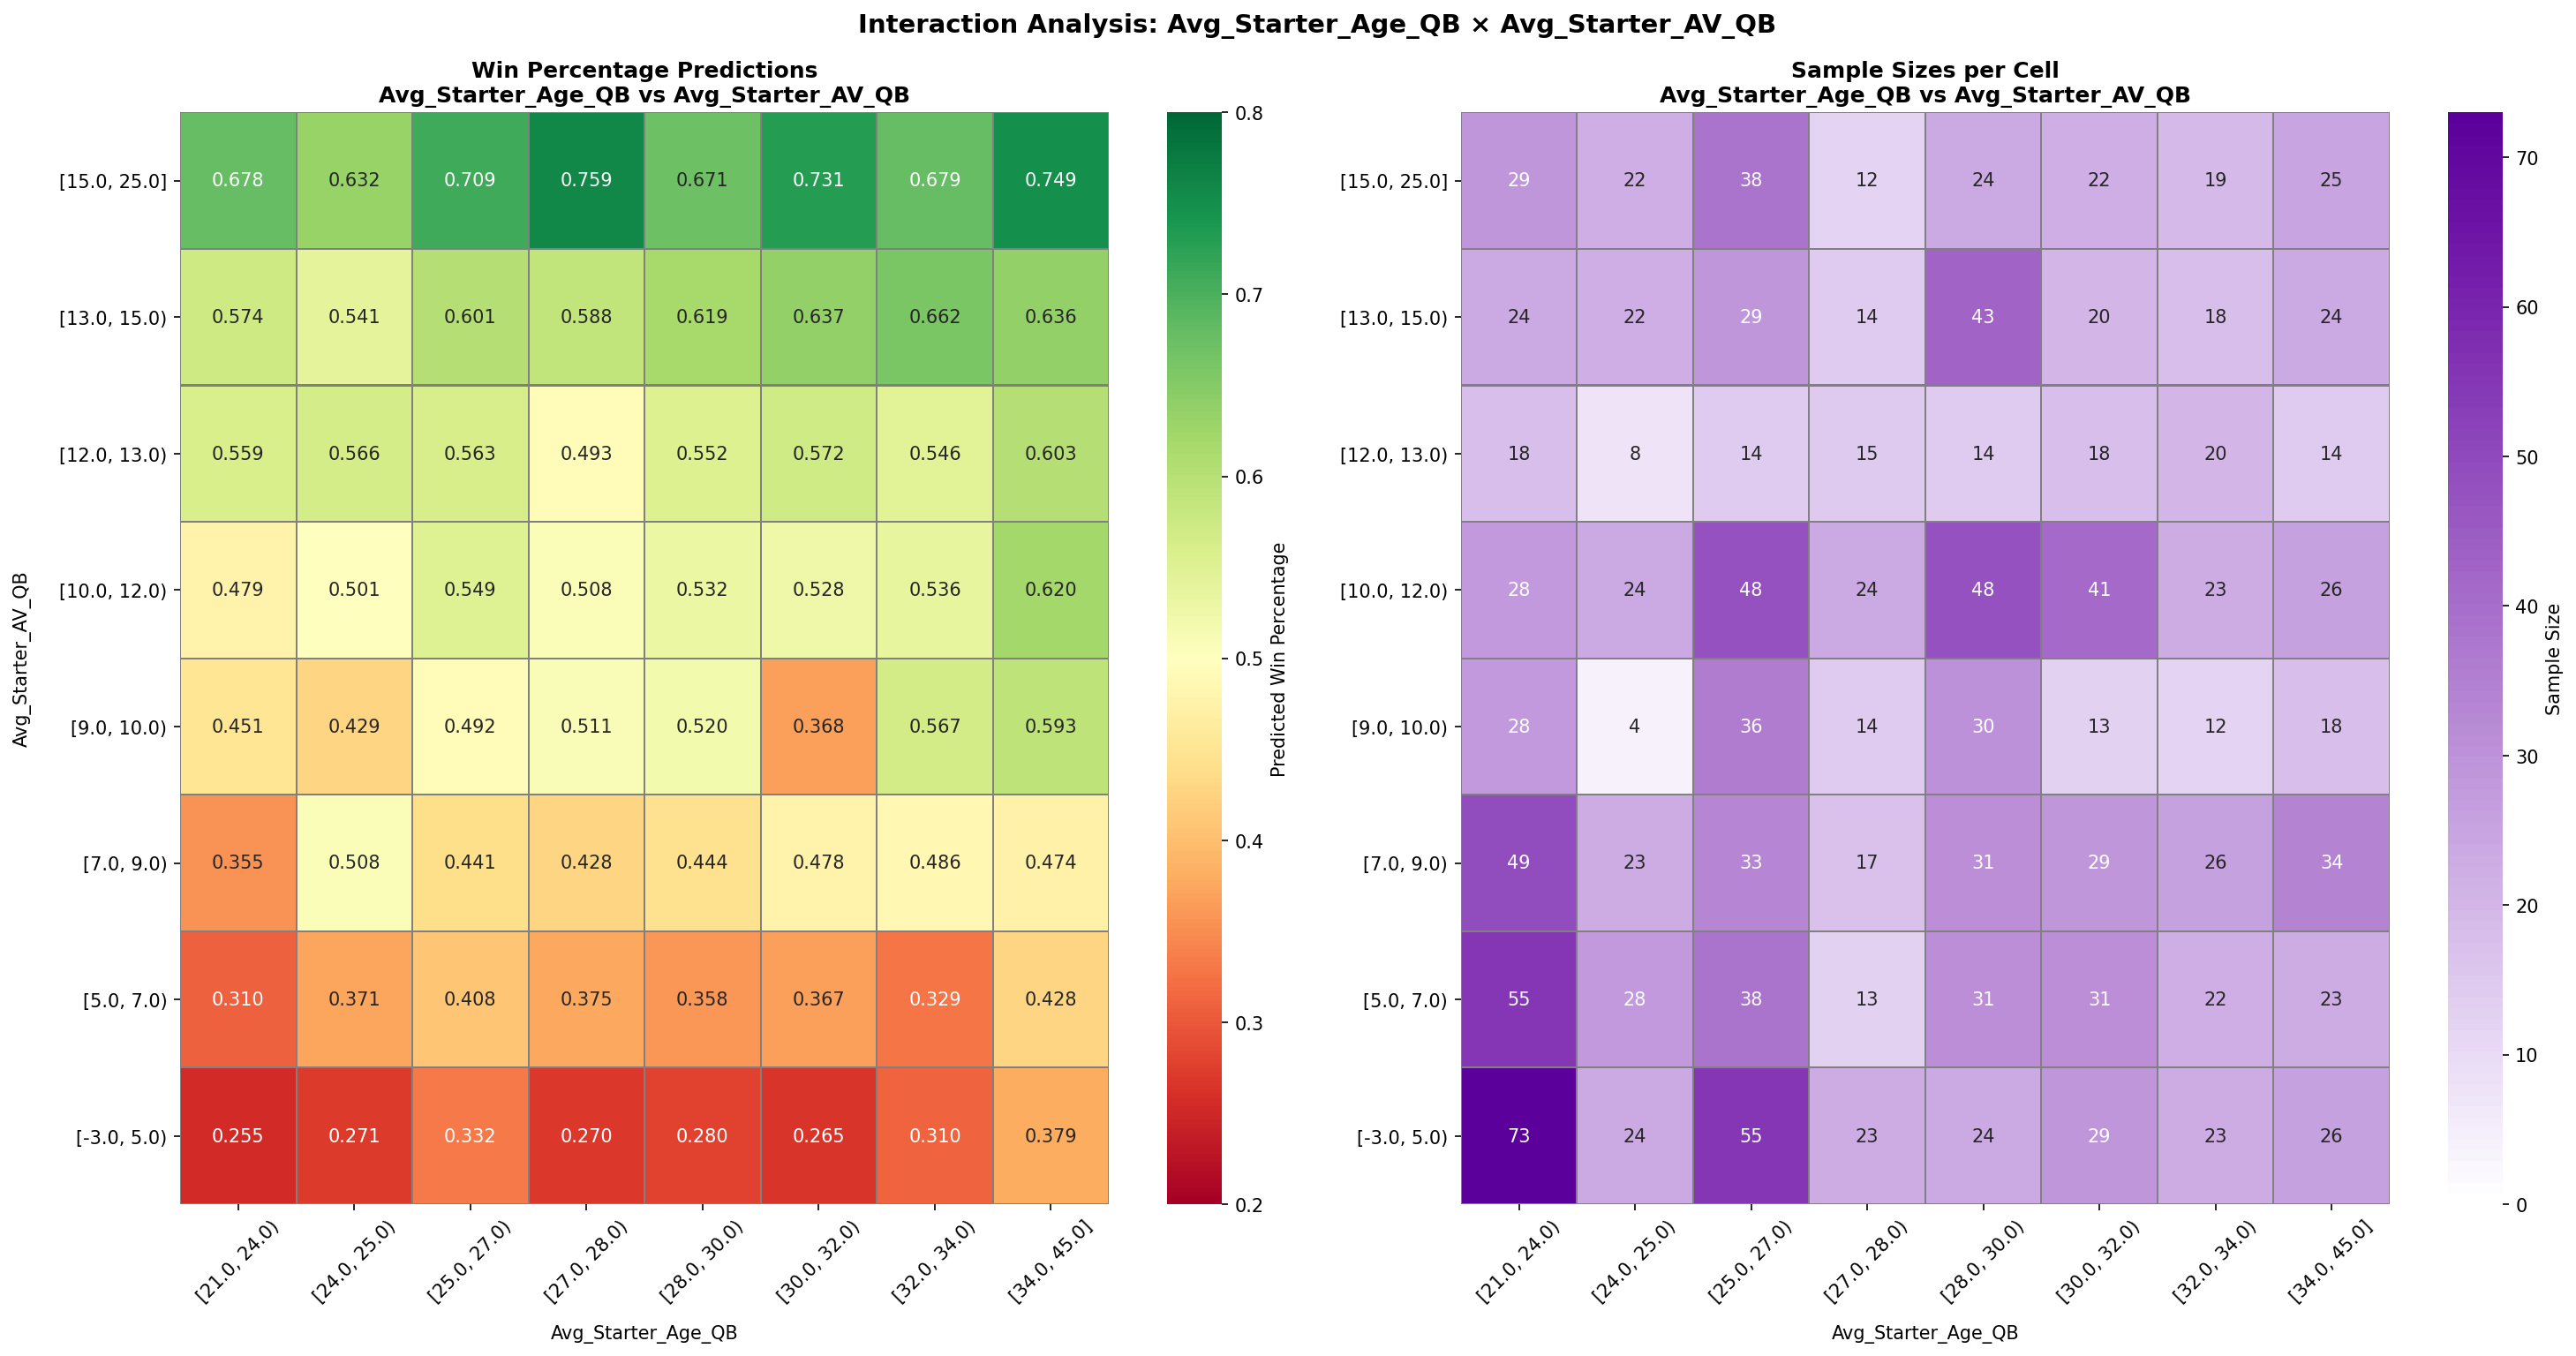 Interaction Analysis: Avg_Starter_Age_QB × Avg_Starter_AV_QB
Win Percentage Predictions
Avg_Starter_Age_QB vs Avg_Starter_AV_QB
Avg_Starter_AV_QB
[15.0, 25.0] 0.678 0.632 0.709 0.759 0.671 0.731 0.679 0.749
[13.0, 15.0) 0.574 0.541 0.601 0.588 0.619 0.637 0.662 0.636
[12.0, 13.0) 0.559 0.566 0.563 0.493 0.552 0.572 0.546 0.603
[10.0, 12.0) 0.479 0.501 0.549 0.508 0.532 0.528 0.536 0.620
[9.0, 10.0) 0.451 0.429 0.492 0.511 0.520 0.368 0.567 0.593
[7.0, 9.0) 0.355 0.508 0.441 0.428 0.444 0.478 0.486 0.474
[5.0, 7.0) 0.310 0.371 0.408 0.375 0.358 0.367 0.329 0.428
[-3.0, 5.0) 0.255 0.271 0.332 0.270 0.280 0.265 0.310 0.379
[21.0, 24.0) [24.0, 25.0) [25.0, 27.0) [27.0, 28.0) [28.0, 30.0) [30.0, 32.0) [32.0, 34.0) [34.0, 45.0]
Avg_Starter_Age_QB
0.8
0.7
0.6
0.5
0.4
0.3
0.2
Predicted Win Percentage
Sample Sizes per Cell
Avg_Starter_Age_QB vs Avg_Starter_AV_QB
[15.0, 25.0] 29 22 38 12 24 22 19 25
[13.0, 15.0) 24 22 29 14 43 20 18 24
[12.0, 13.0) 18 8 14 15 14 18 20 14
[10.0, 12.0) 28 24 48 24 48 41 23 26
[9.0, 10.0) 28 4 36 14 30 13 12 18
[7.0, 9.0) 49 23 33 17 31 29 26 34
[5.0, 7.0) 55 28 38 13 31 31 22 23
[-3.0, 5.0) 73 24 55 23 24 29 23 26
[21.0, 24.0) [24.0, 25.0) [25.0, 27.0) [27.0, 28.0) [28.0, 30.0) [30.0, 32.0) [32.0, 34.0) [34.0, 45.0]
Avg_Starter_Age_QB
70
60
50
40
30
20
10
0
Sample Size